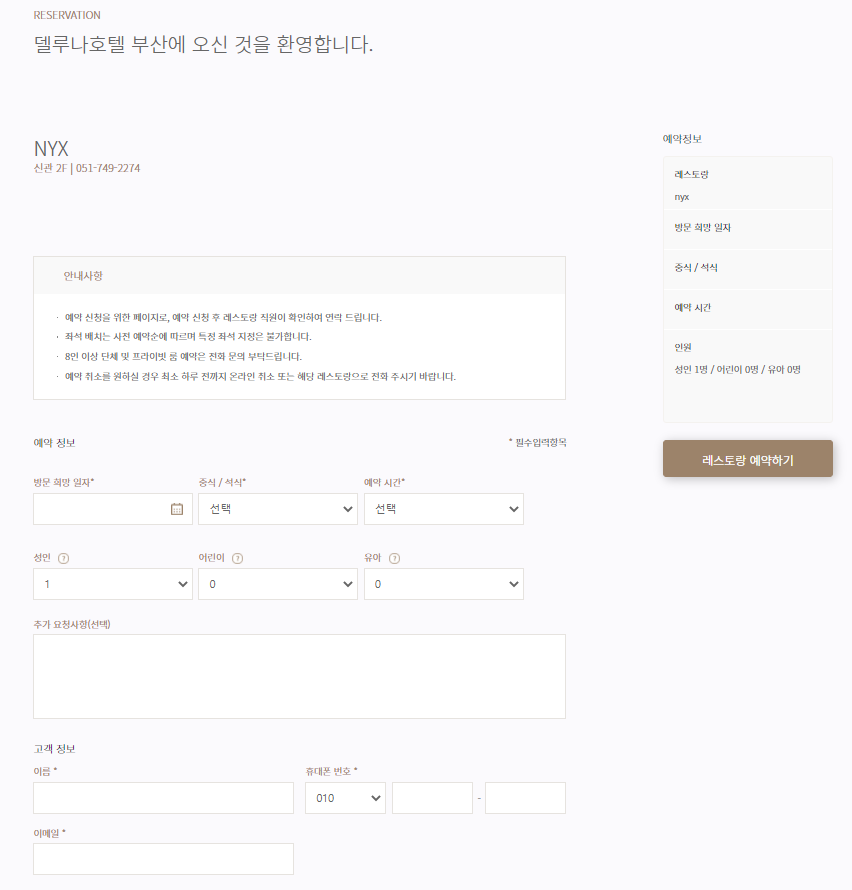 RESERVATION
델루나호텔 부산에 오신 것을 환영합니다.
NYX
신관 2F | 051-749-2274
안내사항
· 예약 신청을 위한 페이지로, 예약 신청 후 레스토랑 직원이 확인하여 연락 드립니다.
· 좌석 배치는 사전 예약순에 따르며 특정 좌석 지정은 불가합니다.
· 8인 이상 단체 및 프라이빗 룸 예약은 전화 문의 부탁드립니다.
· 예약 취소를 원하실 경우 최소 하루 전까지 온라인 취소 또는 해당 레스토랑으로 전화 주시기 바랍니다.
예약 정보
* 필수입력항목
방문 희망 일자* 중식 / 석식* 예약 시간*
선택 선택
성인 ? 어린이 ? 유아 ?
1 0 0
추가 요청사항(선택)
고객 정보
이름 * 휴대폰 번호 *
010 -
이메일 *
예약정보
레스토랑
nyx
방문 희망 일자
중식 / 석식
예약 시간
인원
성인 1명 / 어린이 0명 / 유아 0명
레스토랑 예약하기